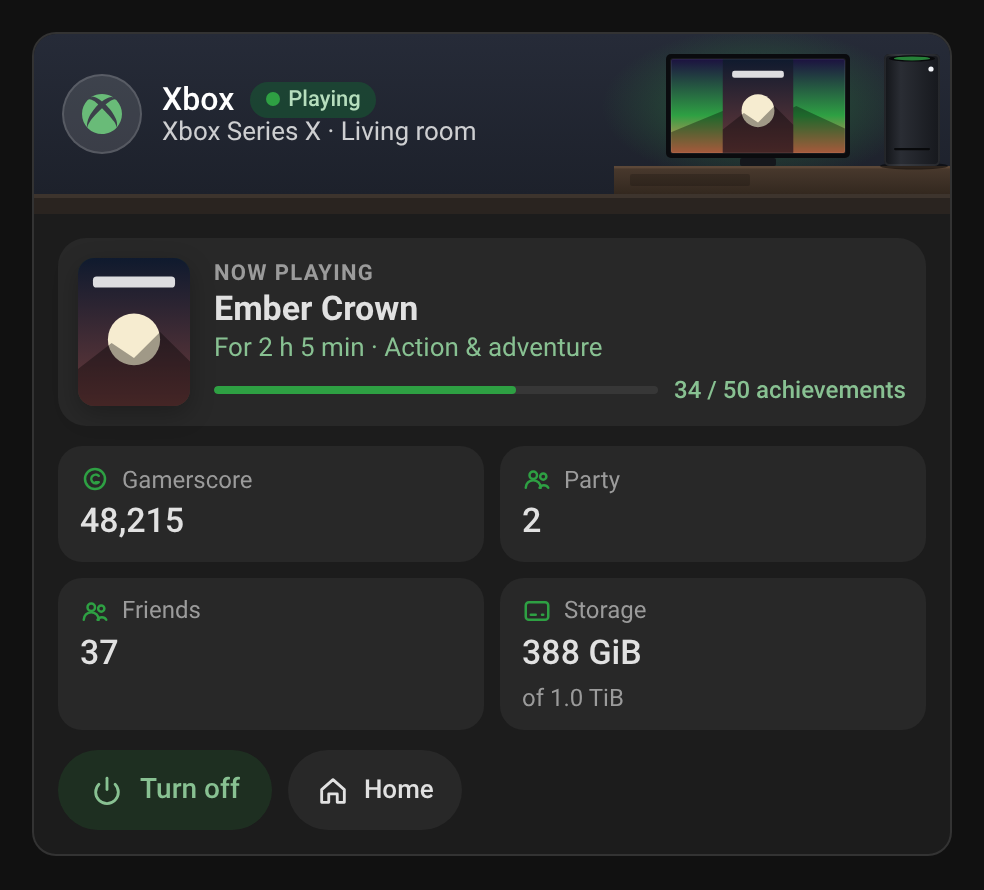 Xbox
Playing
Xbox Series X · Living room
NOW PLAYING
Ember Crown
For 2 h 5 min · Action & adventure
34 / 50 achievements
Gamerscore
48,215
Party
2
Friends
37
Storage
388 GiB
of 1.0 TiB
Turn off
Home